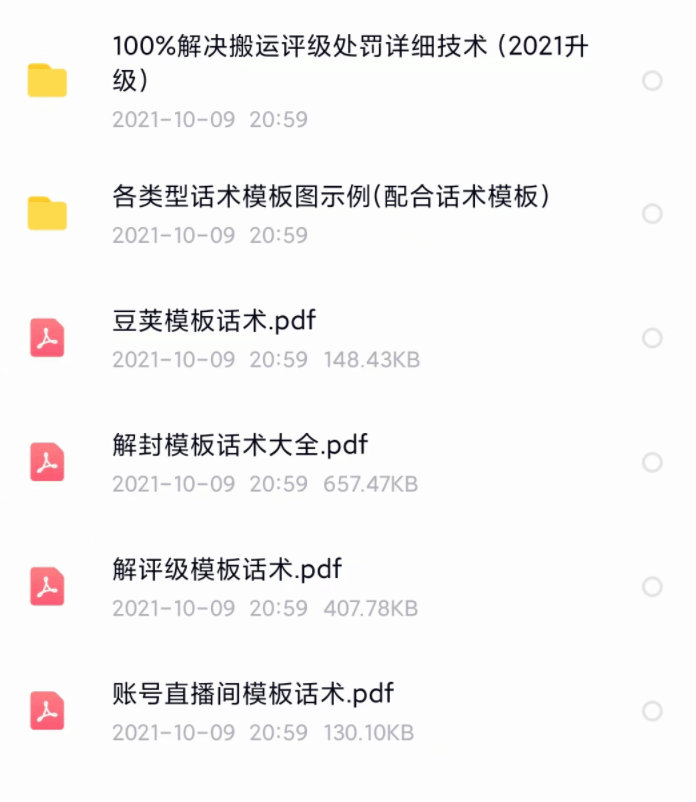 100%解决搬运评级处罚详细技术（2021升
级）
2021-10-09 20:59
各类型话术模板图示例(配合话术模板）
2021-10-09 20:59
豆荚模板话术.pdf
2021-10-09 20:59 148.43KB
解封模板话术大全.pdf
2021-10-09 20:59 657.47KB
解评级模板话术.pdf
2021-10-09 20:59 407.78KB
账号直播间模板话术.pdf
2021-10-09 20:59 130.10KB